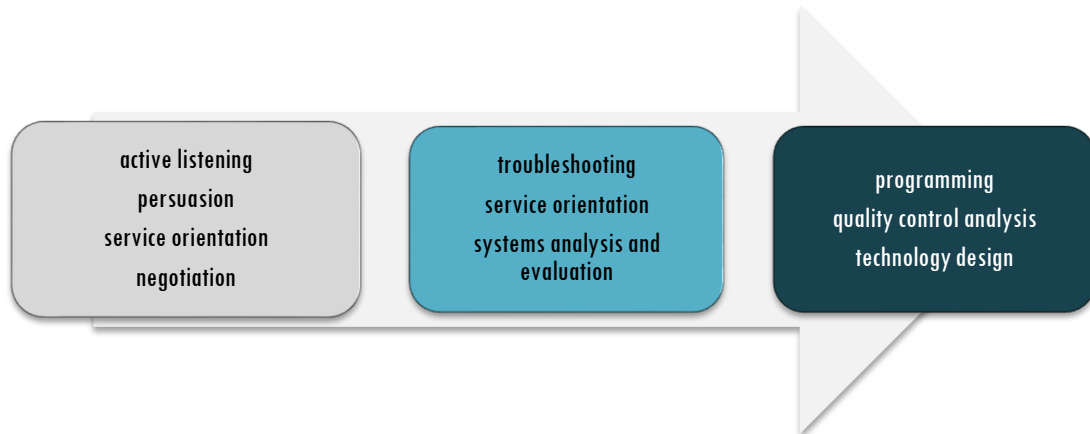 active listening
persuasion
service orientation
negotiation
troubleshooting
service orientation
systems analysis and
evaluation
programming
quality control analysis
technology design